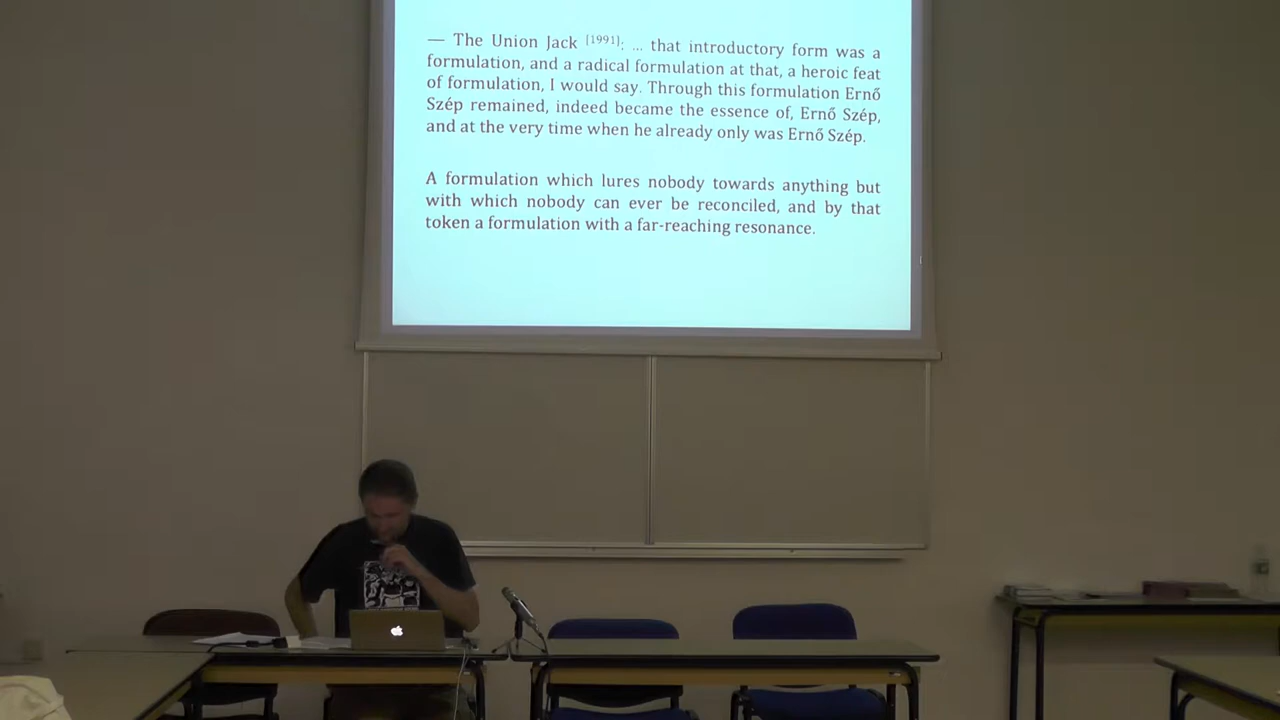 — The Union Jack [1991]: ... that introductory form was a
formulation, and a radical formulation at that, a heroic feat
of formulation, I would say. Through this formulation Ernő
Szép remained, indeed became the essence of, Ernő Szép,
and at the very time when he already only was Ernő Szép.
A formulation which lures nobody towards anything but
with which nobody can ever be reconciled, and by that
token a formulation with a far-reaching resonance.